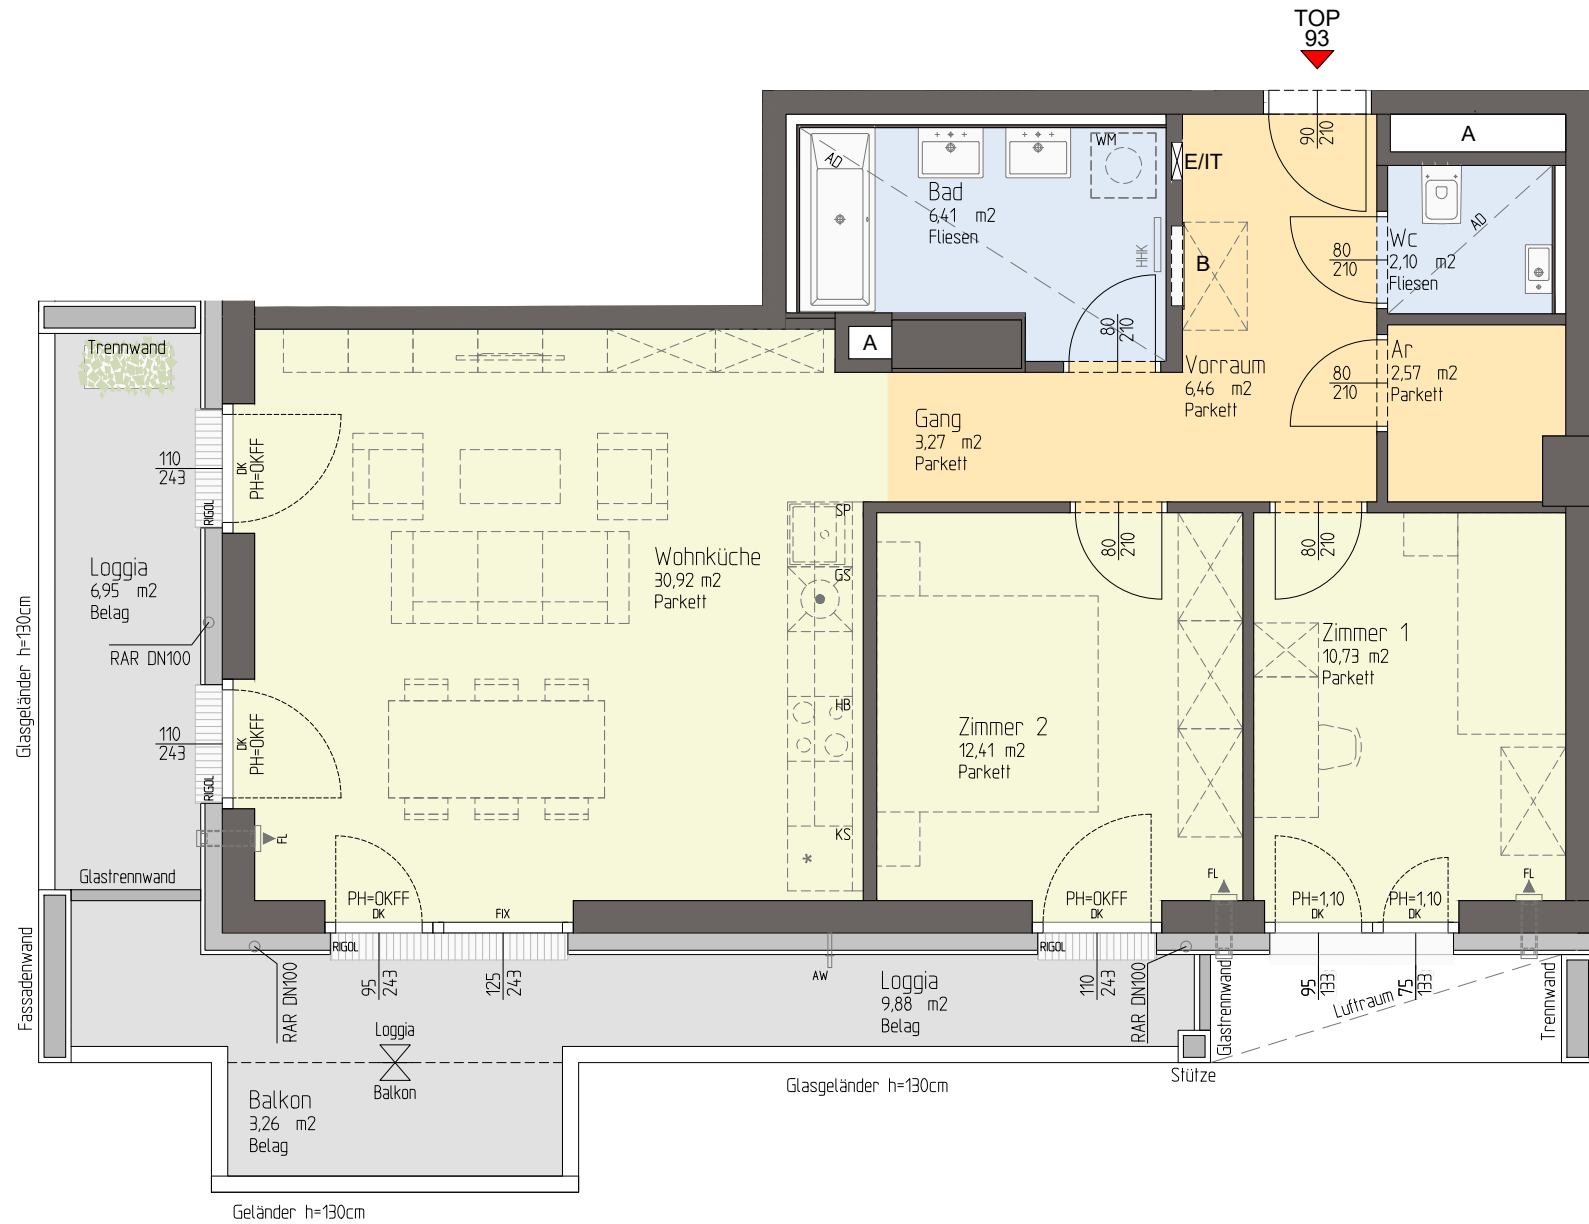 TOP
93
90
210
A
AD
WM
E/IT
Bad
6,41 m2
Fliesen
HHK
B
80
210
Wc
2,10 m2
Fliesen
AD
80
210
A
Trennwand
Vorraum
6,46 m2
Parkett
80
210
Ar
2,57 m2
Parkett
Gang
3,27 m2
Parkett
110
243
DK
PH=OKFF
RIGOL
SP
GS
HB
KS
*
Wohnküche
30,92 m2
Parkett
80
210
80
210
Loggia
6,95 m2
Belag
RAR DN100
Glasgeländer h=130cm
Zimmer 1
10,73 m2
Parkett
Zimmer 2
12,41 m2
Parkett
110
243
DK
PH=OKFF
RIGOL
FL
Glastrennwand
PH=OKFF
DK
FIX
PH=OKFF
DK
FL
PH=1,10
DK
PH=1,10
DK
FL
Fassadenwand
RIGOL
RAR DN100
95
243
125
243
AW
Loggia
9,88 m2
Belag
RIGOL
110
243
RAR DN100
Glastrennwand
95
133
75
133
Luftraum
Trennwand
Loggia
Balkon
Stütze
Glasgeländer h=130cm
Balkon
3,26 m2
Belag
Geländer h=130cm